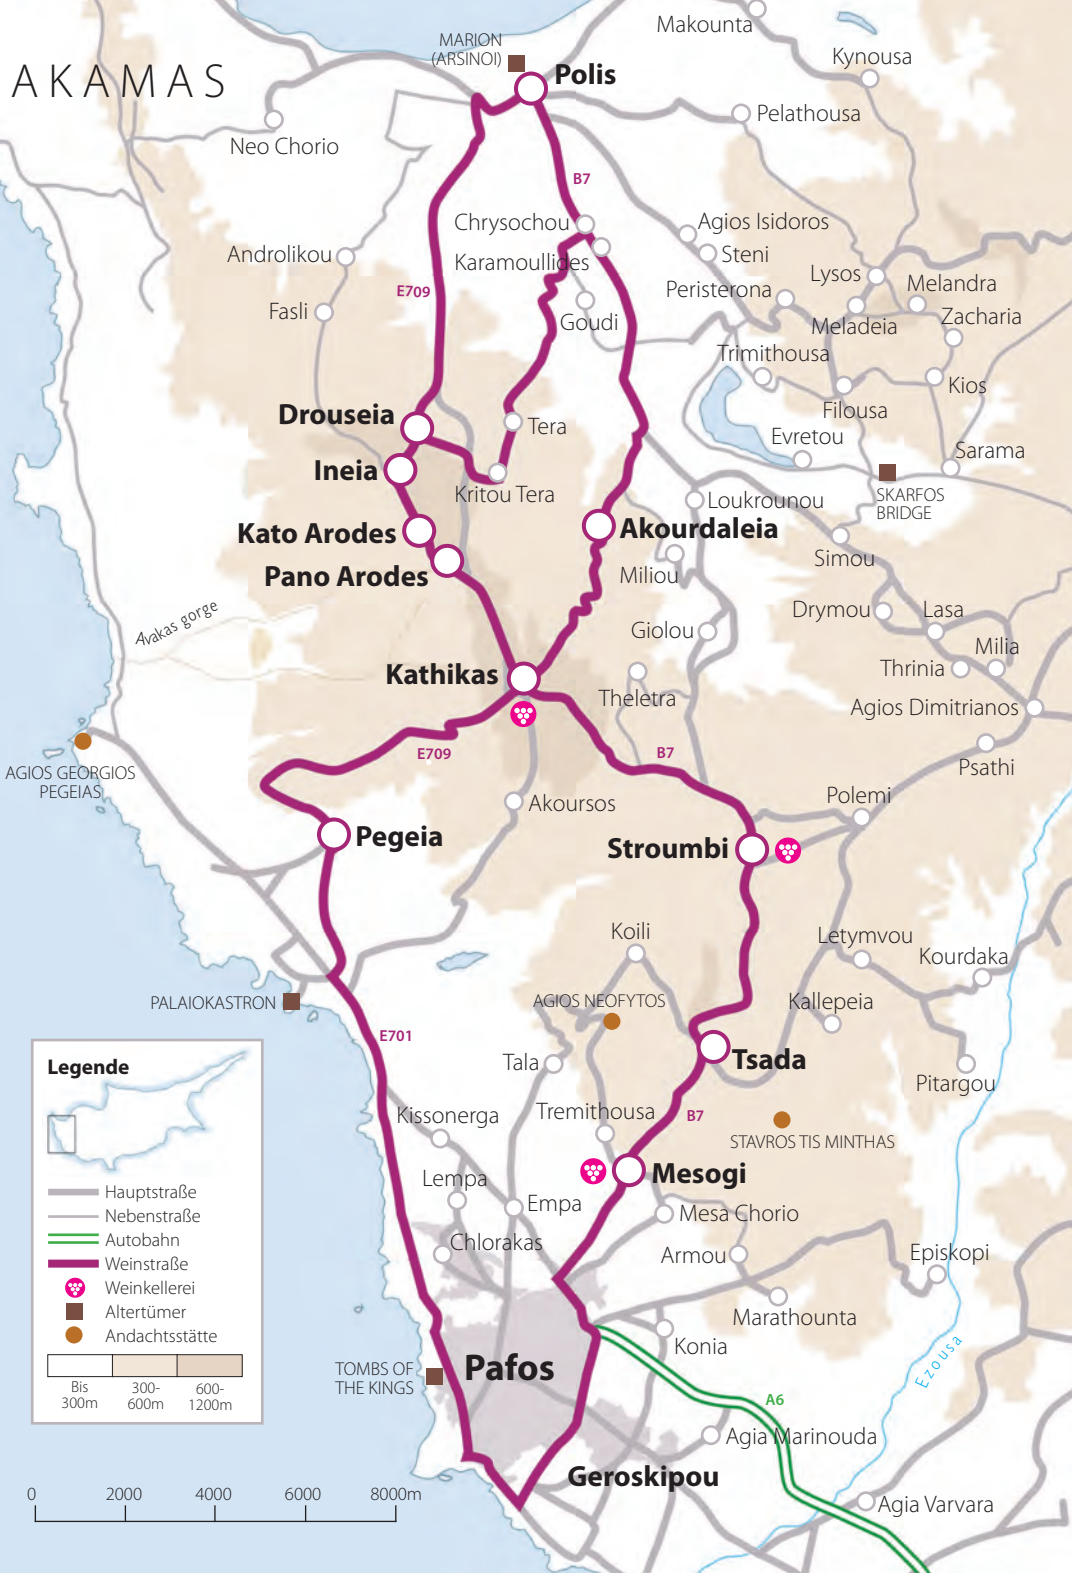 Makounta
MARION
(ARSINOI)
Polis
Kynousa
AKAMAS
Pelathousa
Neo Chorio
B7
Chrysochou
Agios Isidoros
Androlikou
Karamoullides
Steni
Lysos
Melandra
E709
Peristerona
Fasli
Goudi
Meladeia
Zacharia
Trimithousa
Kios
Drouseia
Filousa
Tera
Evretou
Sarama
Ineia
Kritou Tera
Loukrounou
SKARFOS
BRIDGE
Kato Arodes
Akourdaleia
Simou
Pano Arodes
Miliou
Avakas gorge
Drymou
Lasa
Giolou
Milia
Kathikas
Thrinia
Theletra
Agios Dimitrianos
E709
B7
Psathi
AGIOS GEORGIOS
PEGEIAS
Akoursos
Polemi
Pegeia
Stroumbi
Koili
Letymvou
Kourdaka
PALAIOKASTRON
AGIOS NEOFYTOS
Kallepeia
E701
Tala
Tsada
Pitargou
Kissonerga
Tremithousa
B7
STAVROS TIS MINTHAS
Lempa
Mesogi
Empa
Mesa Chorio
Chlorakas
Armou
Episkopi
Marathounta
Konia
TOMBS OF
THE KINGS
Pafos
Ezousa
A6
Agia Marinouda
Geroskipou
Agia Varvara
Legende
Hauptstraße
Nebenstraße
Autobahn
Weinstraße
Weinkellerei
Altertümer
Andachtsstätte
Bis
300m
300-
600m
600-
1200m
0 2000 4000 6000 8000m